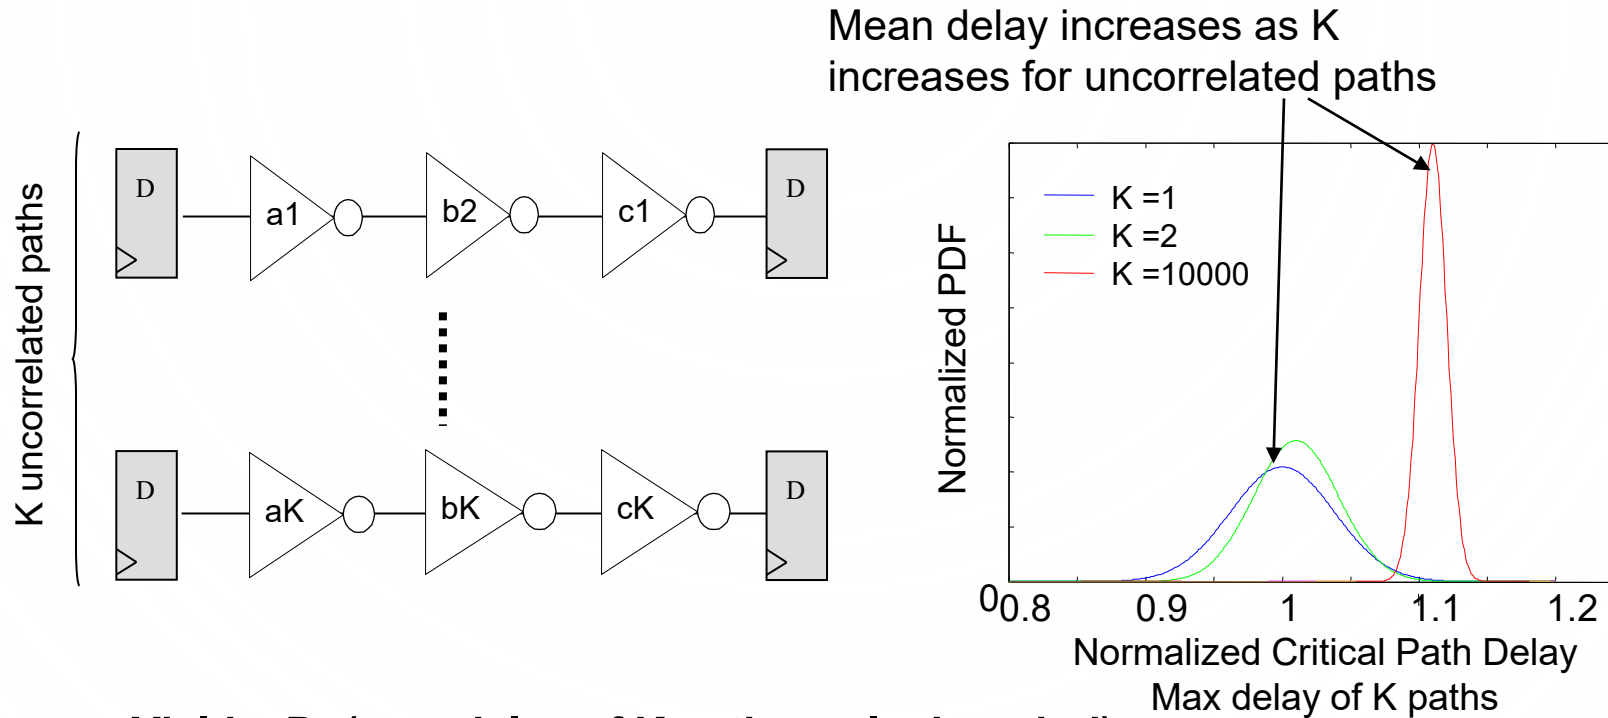 Mean delay increases as K
increases for uncorrelated paths
K uncorrelated paths
D
a1
b2
c1
D
D
aK
bK
cK
D
Normalized PDF
K =1
K =2
K =10000
0
0.8 0.9 1 1.1 1.2
Normalized Critical Path Delay
Max delay of K paths